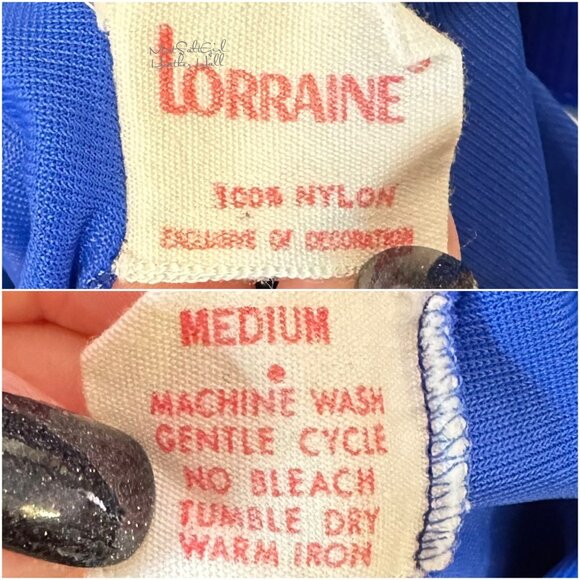 LORRAINE®
100% NYLON
EXCLUSIVE OF DECORATION
MEDIUM
MACHINE WASH
GENTLE CYCLE
NO BLEACH
TUMBLE DRY
WARM IRON